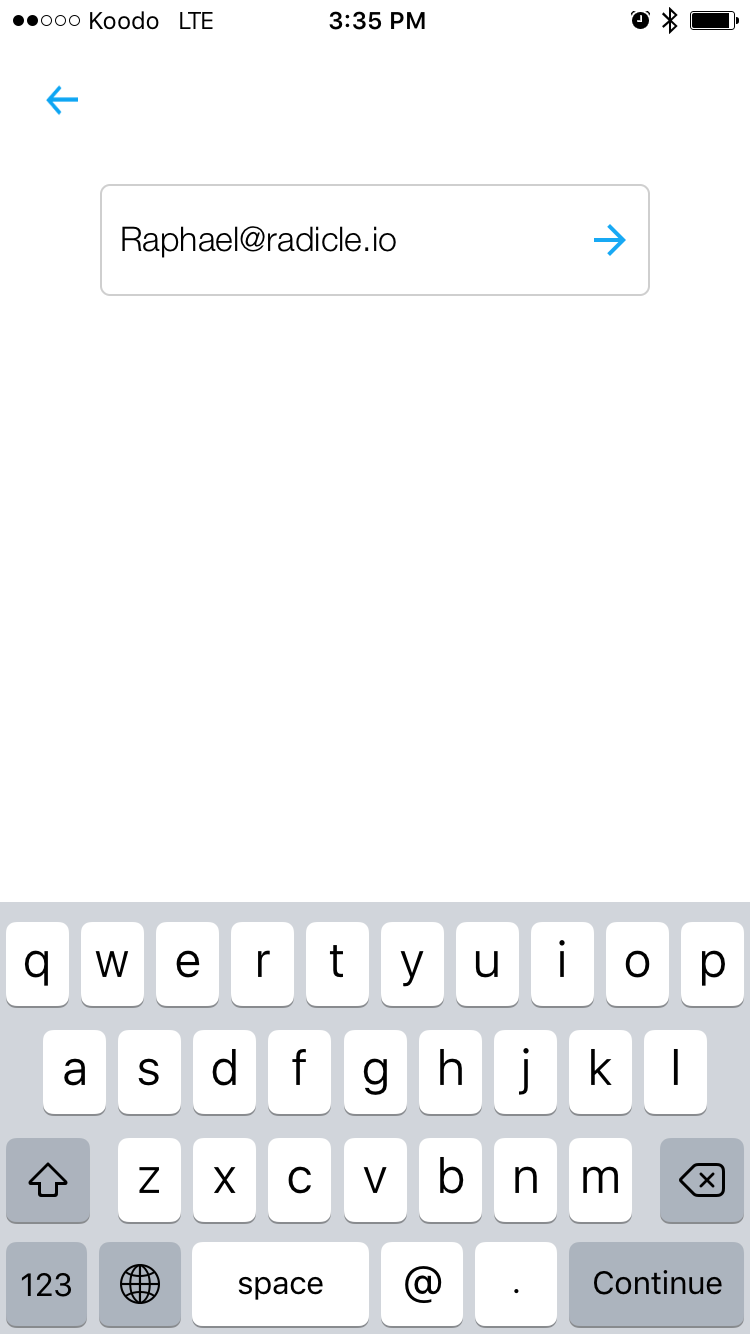 Koodo LTE 3:35 PM
Raphael@radicle.io
q w e r t y u i o p
a s d f g h j k l
z x c v b n m
123 space @ . Continue